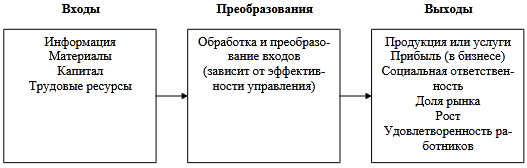 Входы
Информация
Материалы
Капитал
Трудовые ресурсы
Преобразования
Обработка и преобразо-
вание входов
(зависит от эффектив-
ности управления)
Выходы
Продукция или услуги
Прибыль (в бизнесе)
Социальная ответствен-
ность
Доля рынка
Рост
Удовлетворенность ра-
ботников